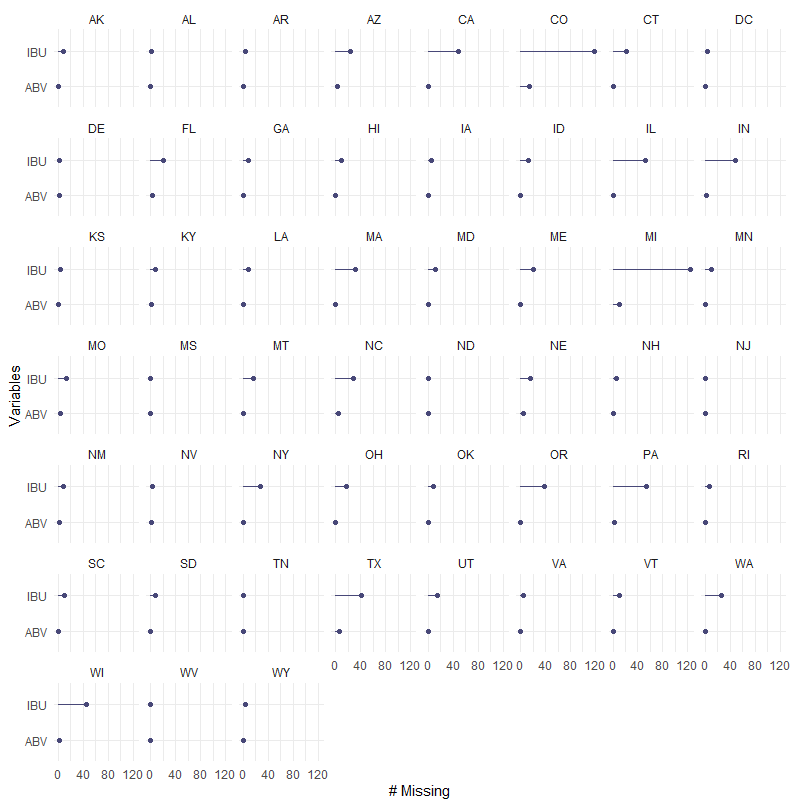 AK AL AR AZ CA CO CT DC
IBU
ABV
DE FL GA HI IA ID IL IN
IBU
ABV
KS KY LA MA MD ME MI MN
IBU
ABV
MO MS MT NC ND NE NH NJ
IBU
ABV
Variables
NM NV NY OH OK OR PA RI
IBU
ABV
SC SD TN TX UT VA VT WA
IBU
ABV
0 40 80 120 0 40 80 120 0 40 80 120 0 40 80 120 0 40 80 120
WI WV WY
IBU
ABV
0 40 80 120 0 40 80 120 0 40 80 120
# Missing